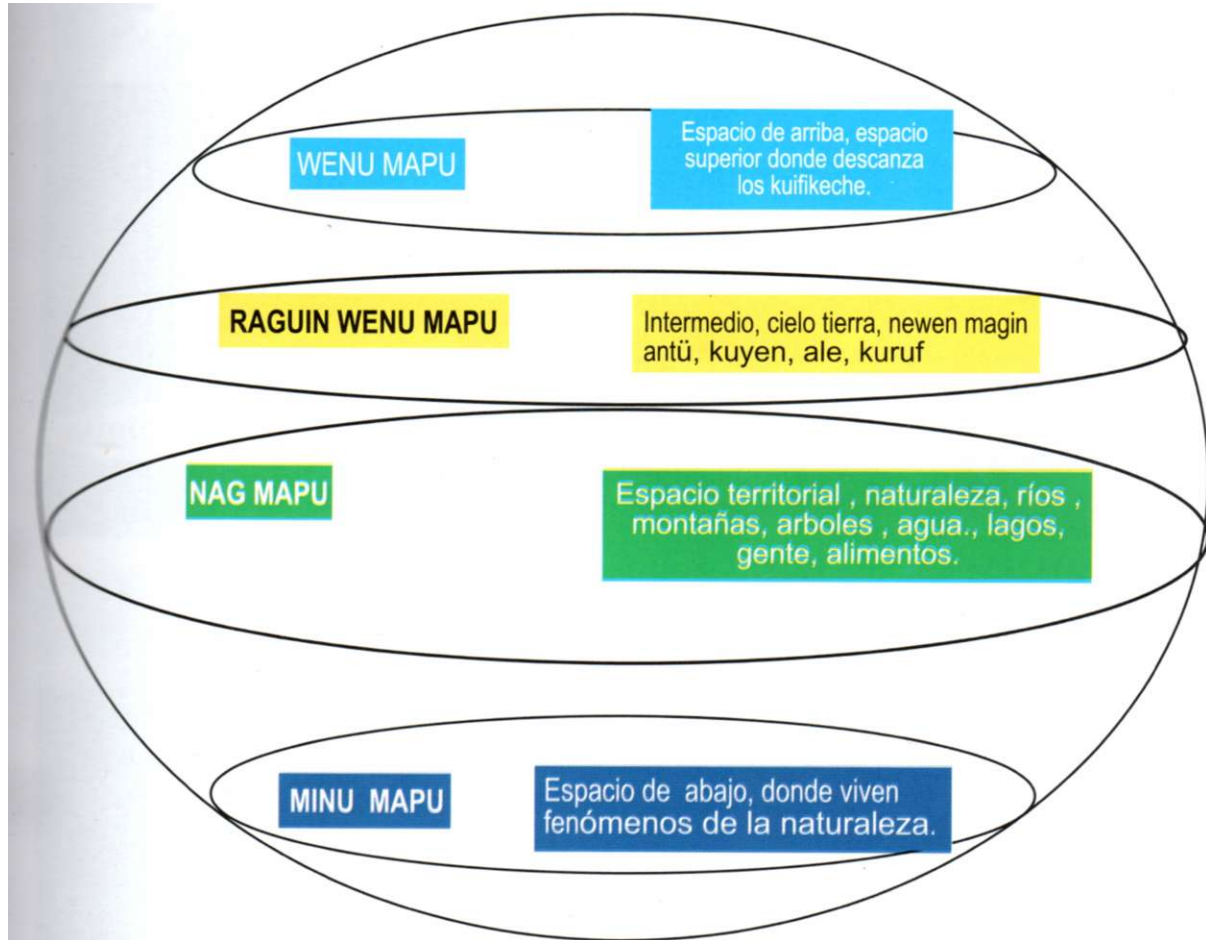 WENU MAPU
Espacio de arriba, espacio
superior donde descanza
los kuifikeche.
RAGUIN WENU MAPU
Intermedio, cielo tierra, newen magin
antü, kuyen, ale, kuruf
NAG MAPU
Espacio territorial , naturaleza, ríos ,
montañas, arboles , agua., lagos,
gente, alimentos.
MINU MAPU
Espacio de abajo, donde viven
fenómenos de la naturaleza.